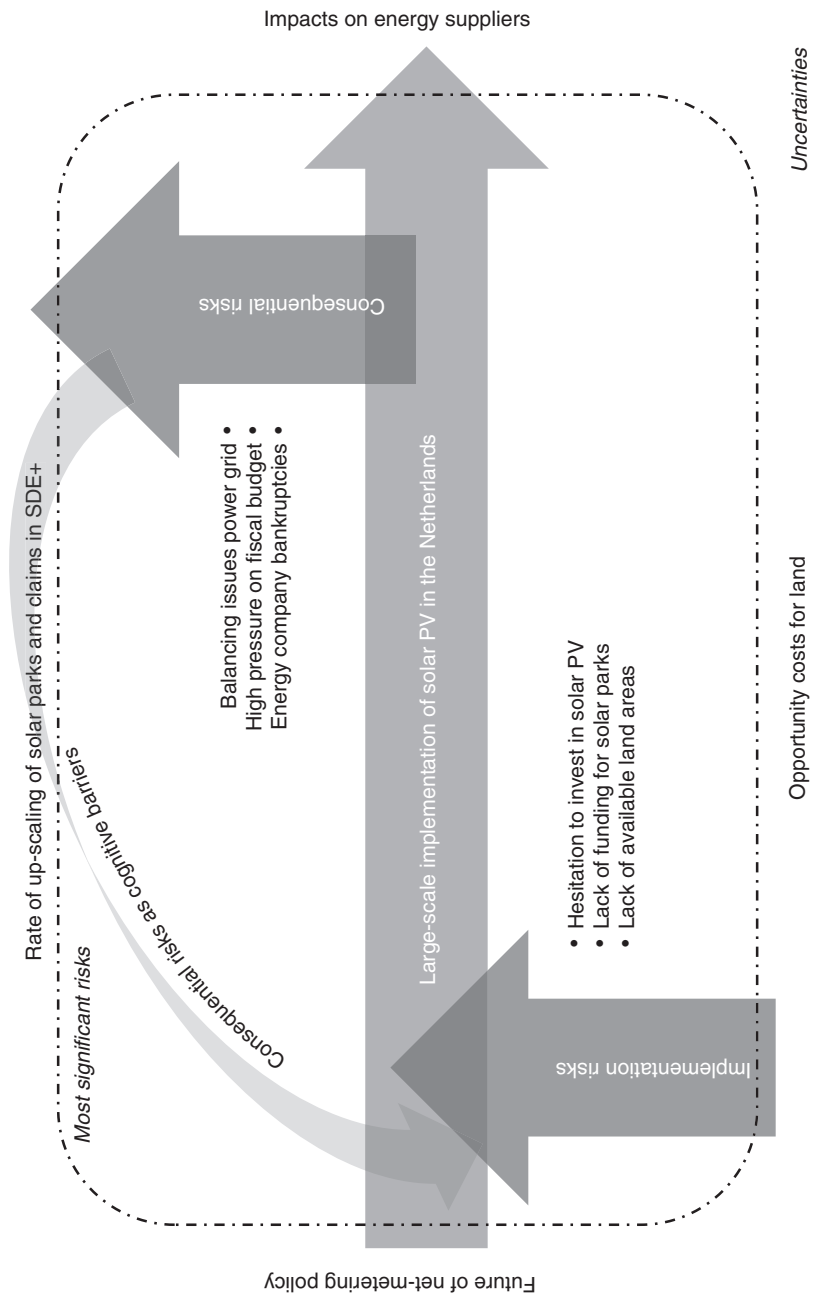 Rate of up-scaling of solar parks and claims in SDE+
Most significant risks
Consequential risks as cognitive barriers
Balancing issues power grid •
High pressure on fiscal budget •
Energy company bankruptcies •
Consequential risks
Future of net-metering policy
Large-scale implementation of solar PV in the Netherlands
Impacts on energy suppliers
Implementation risks
• Hesitation to invest in solar PV
• Lack of funding for solar parks
• Lack of available land areas
Opportunity costs for land
Uncertainties